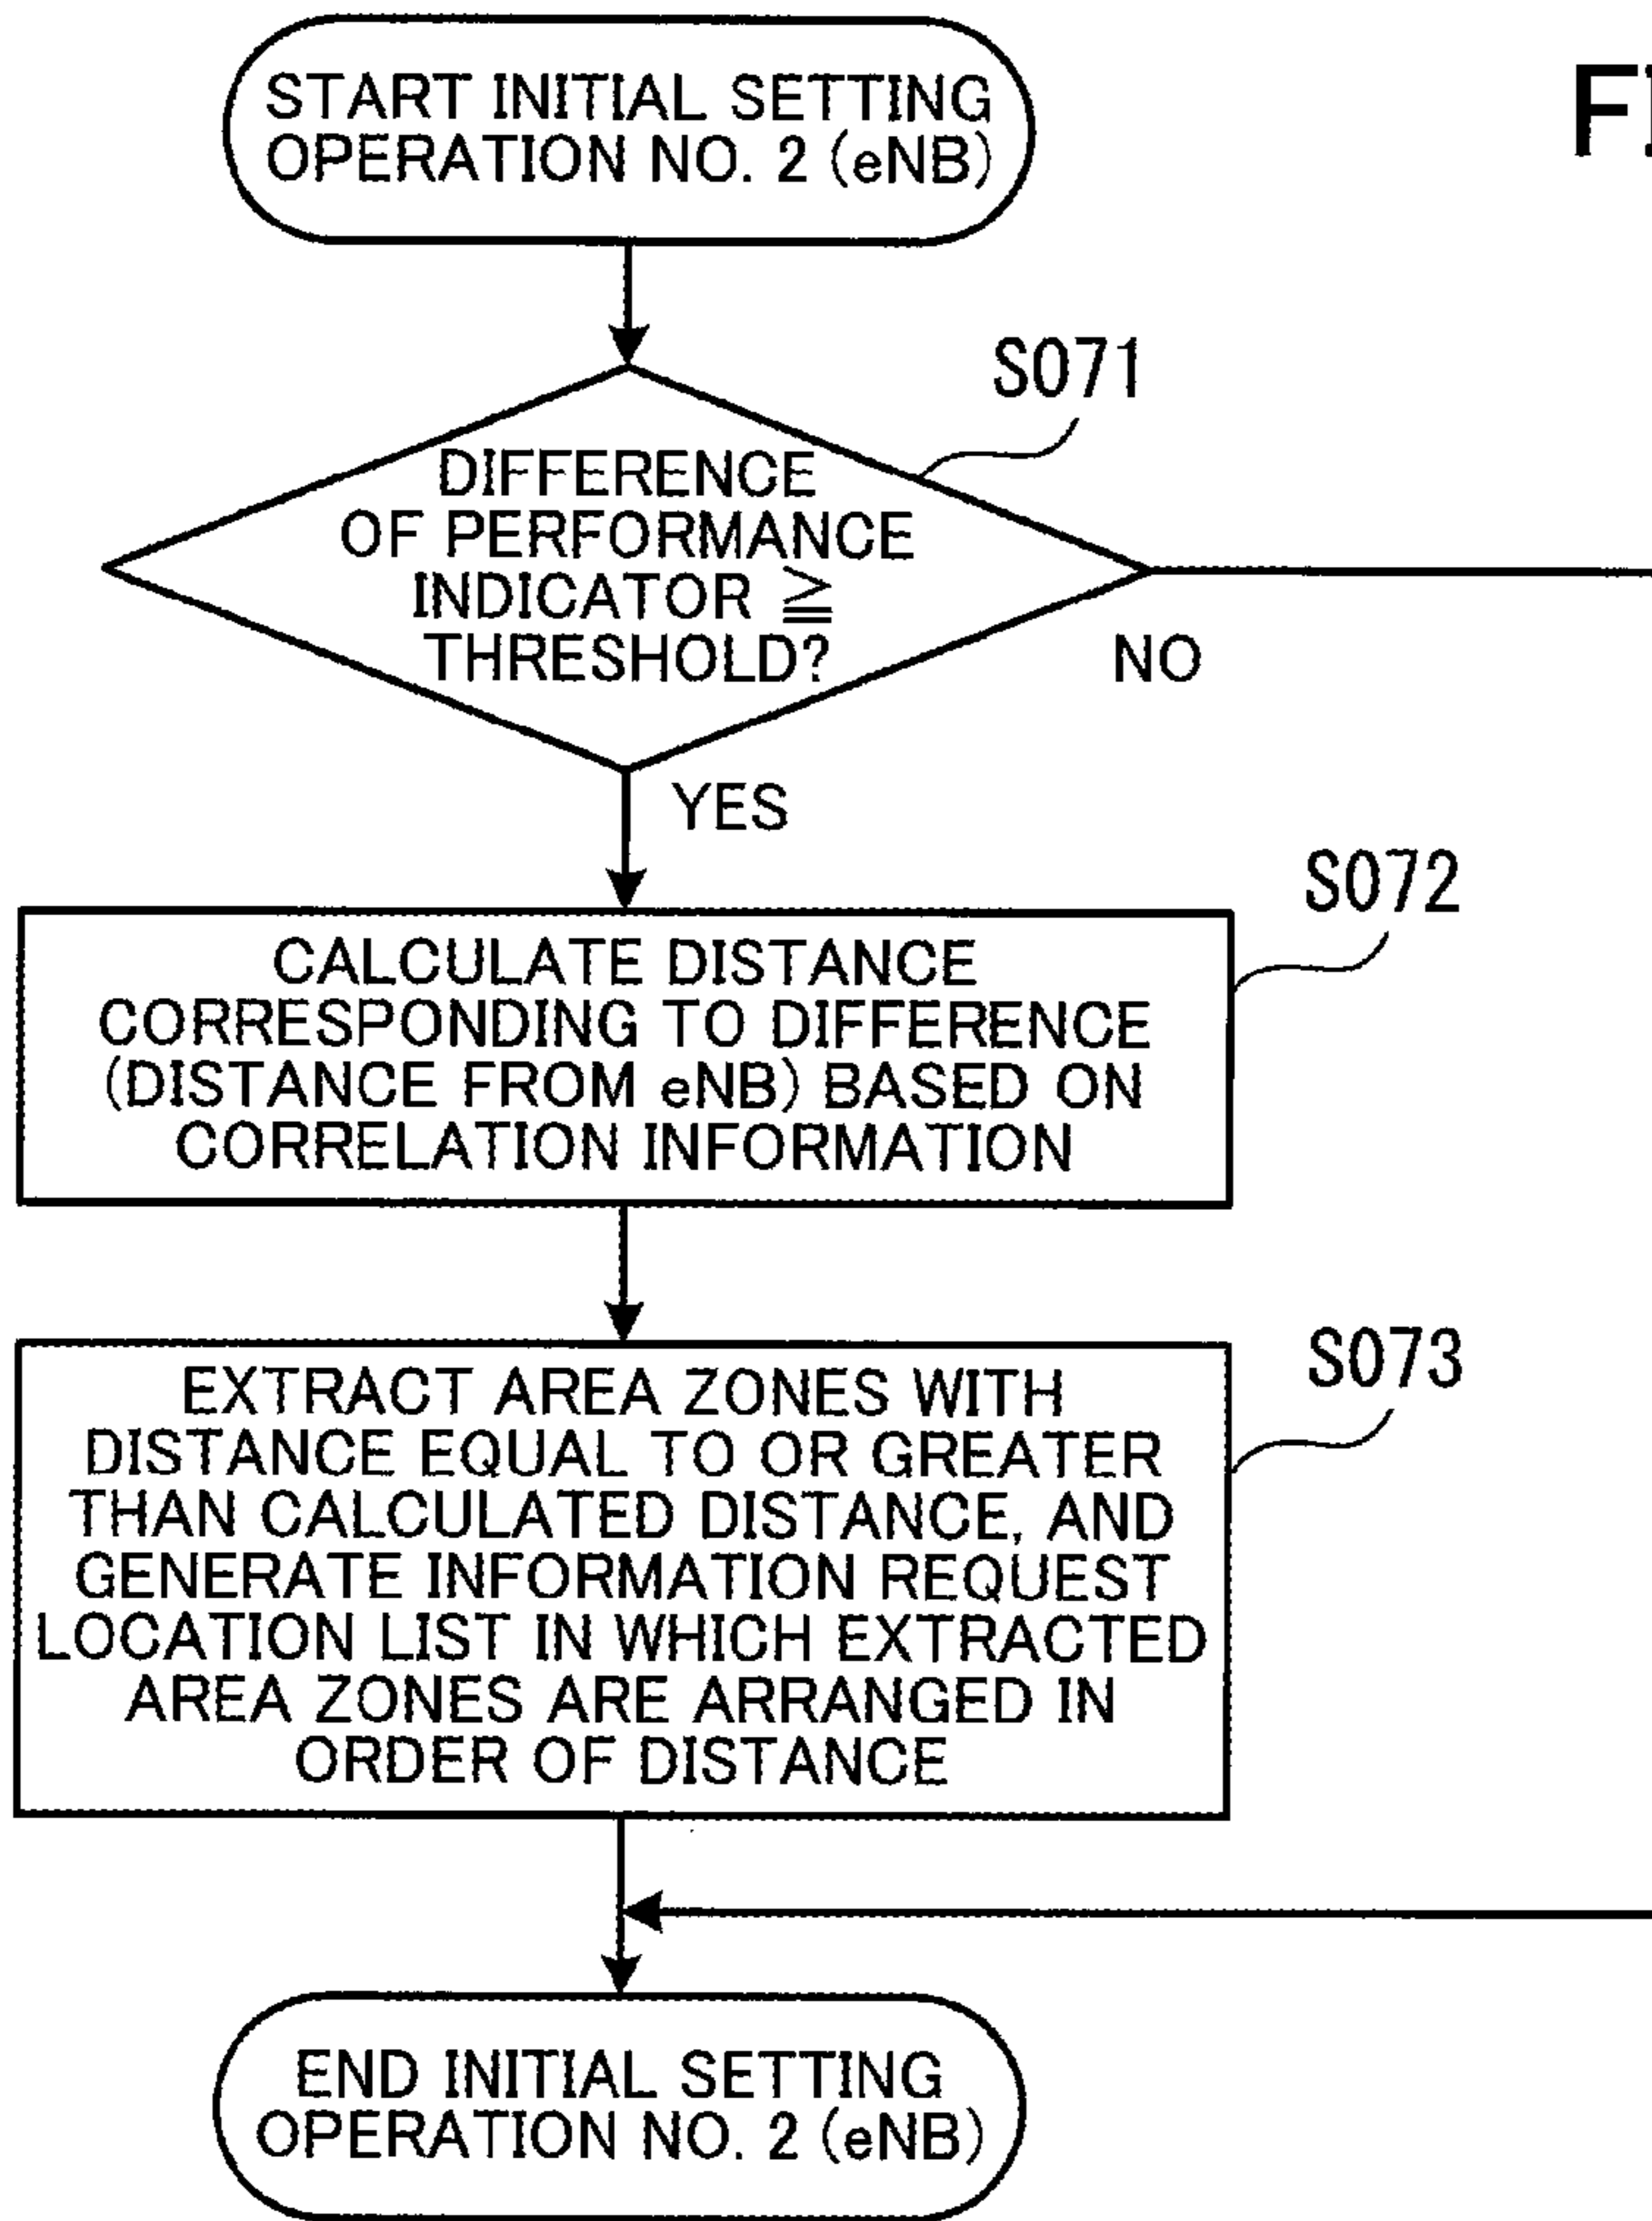 START INITIAL SETTING
OPERATION NO. 2 (eNB)
S071
DIFFERENCE
OF PERFORMANCE
INDICATOR ≧
THRESHOLD?
NO
YES
S072
CALCULATE DISTANCE
CORRESPONDING TO DIFFERENCE
(DISTANCE FROM eNB) BASED ON
CORRELATION INFORMATION
S073
EXTRACT AREA ZONES WITH
DISTANCE EQUAL TO OR GREATER
THAN CALCULATED DISTANCE, AND
GENERATE INFORMATION REQUEST
LOCATION LIST IN WHICH EXTRACTED
AREA ZONES ARE ARRANGED IN
ORDER OF DISTANCE
END INITIAL SETTING
OPERATION NO. 2 (eNB)